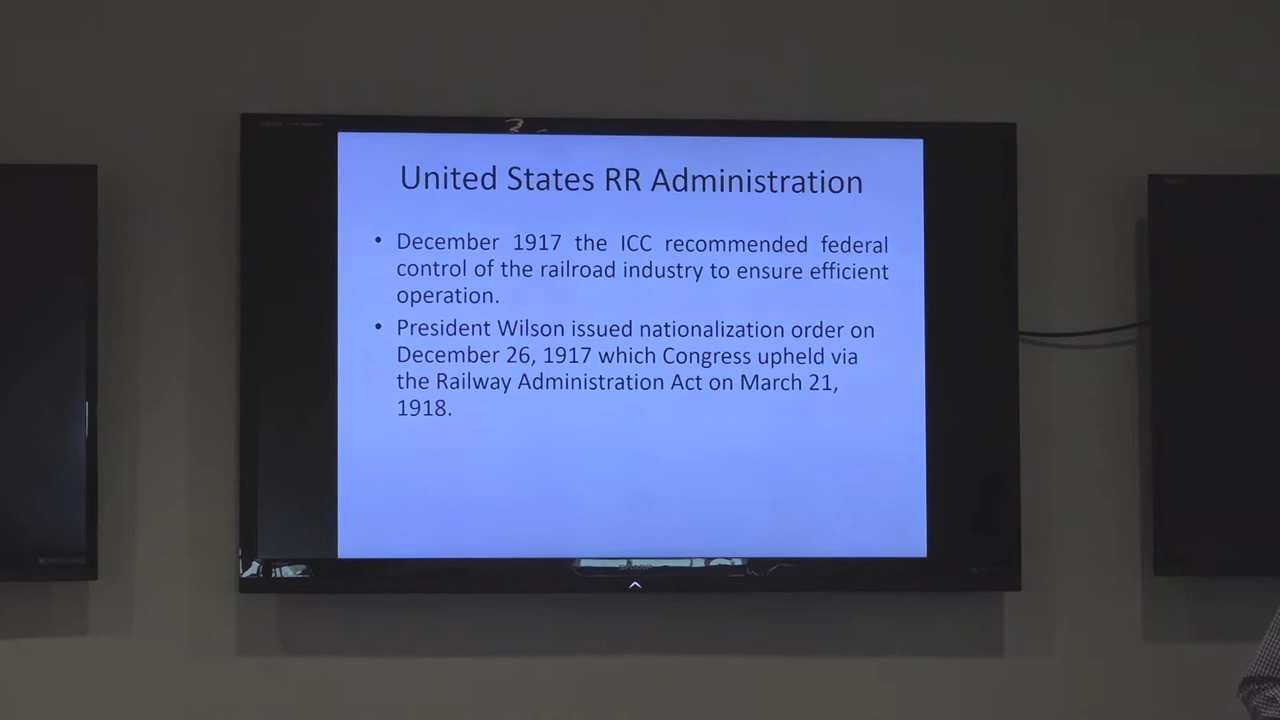 United States RR Administration
• December 1917 the ICC recommended federal
control of the railroad industry to ensure efficient
operation.
• President Wilson issued nationalization order on
December 26, 1917 which Congress upheld via
the Railway Administration Act on March 21,
1918.